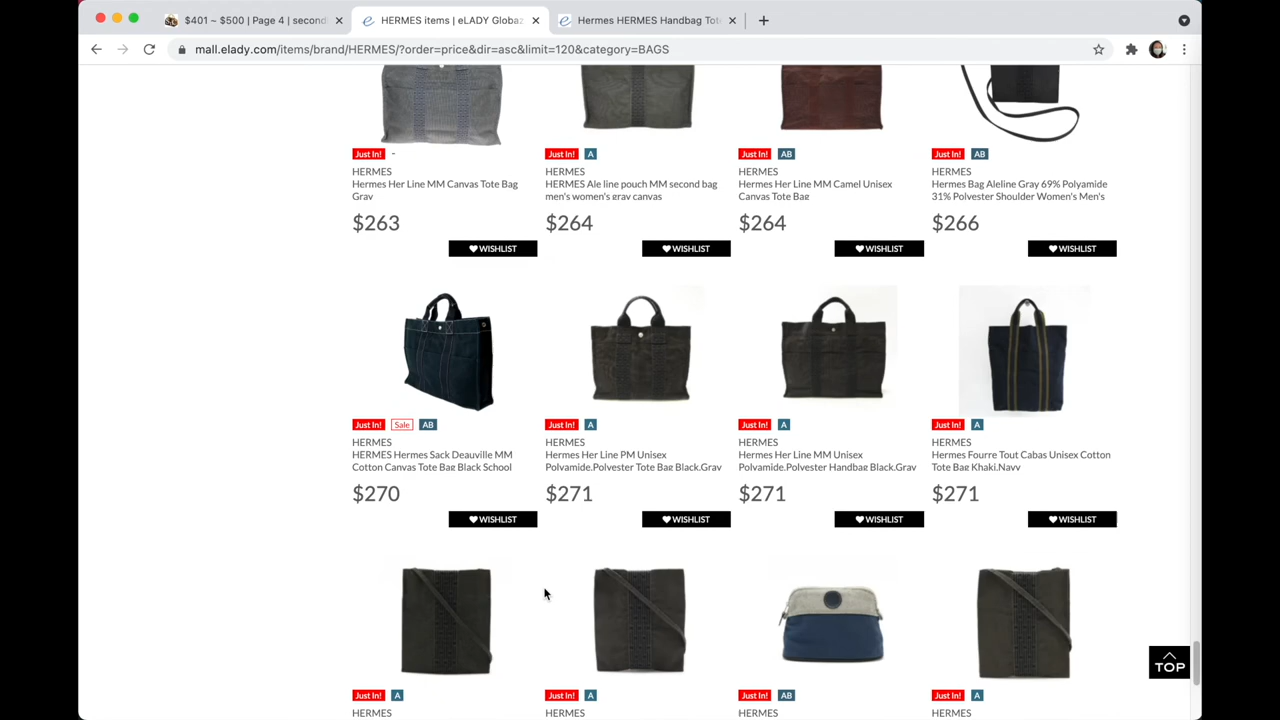 $401 ~ $500 | Page 4 | second
HERMES items | eLADY Globaz
Hermes HERMES Handbag Tot
mall.elady.com/items/brand/HERMES/?order=price&dir=asc&limit=120&category=BAGS
Just In! -
Just In! A
Just In! AB
Just In! AB
HERMES
Hermes Her Line MM Canvas Tote Bag
Gray
$263
WISHLIST
HERMES
HERMES Ale line pouch MM second bag
men's women's gray canvas
$264
WISHLIST
HERMES
Hermes Her Line MM Camel Unisex
Canvas Tote Bag
$264
WISHLIST
HERMES
Hermes Bag Aleline Gray 69% Polyamide
31% Polyester Shoulder Women's Men's
$266
WISHLIST
Just In! Sale AB
HERMES
HERMES Hermes Sack Deauville MM
Cotton Canvas Tote Bag Black School
$270
WISHLIST
Just In! A
HERMES
Hermes Her Line PM Unisex
Polyamide,Polyester Tote Bag Black,Gray
$271
WISHLIST
Just In! A
HERMES
Hermes Her Line MM Unisex
Polyamide,Polyester Handbag Black,Gray
$271
WISHLIST
Just In! A
HERMES
Hermes Fourre Tout Cabas Unisex Cotton
Tote Bag Khaki,Navy
$271
WISHLIST
TOP
Just In! A
HERMES
Just In! A
HERMES
Just In! AB
HERMES
Just In! A
HERMES